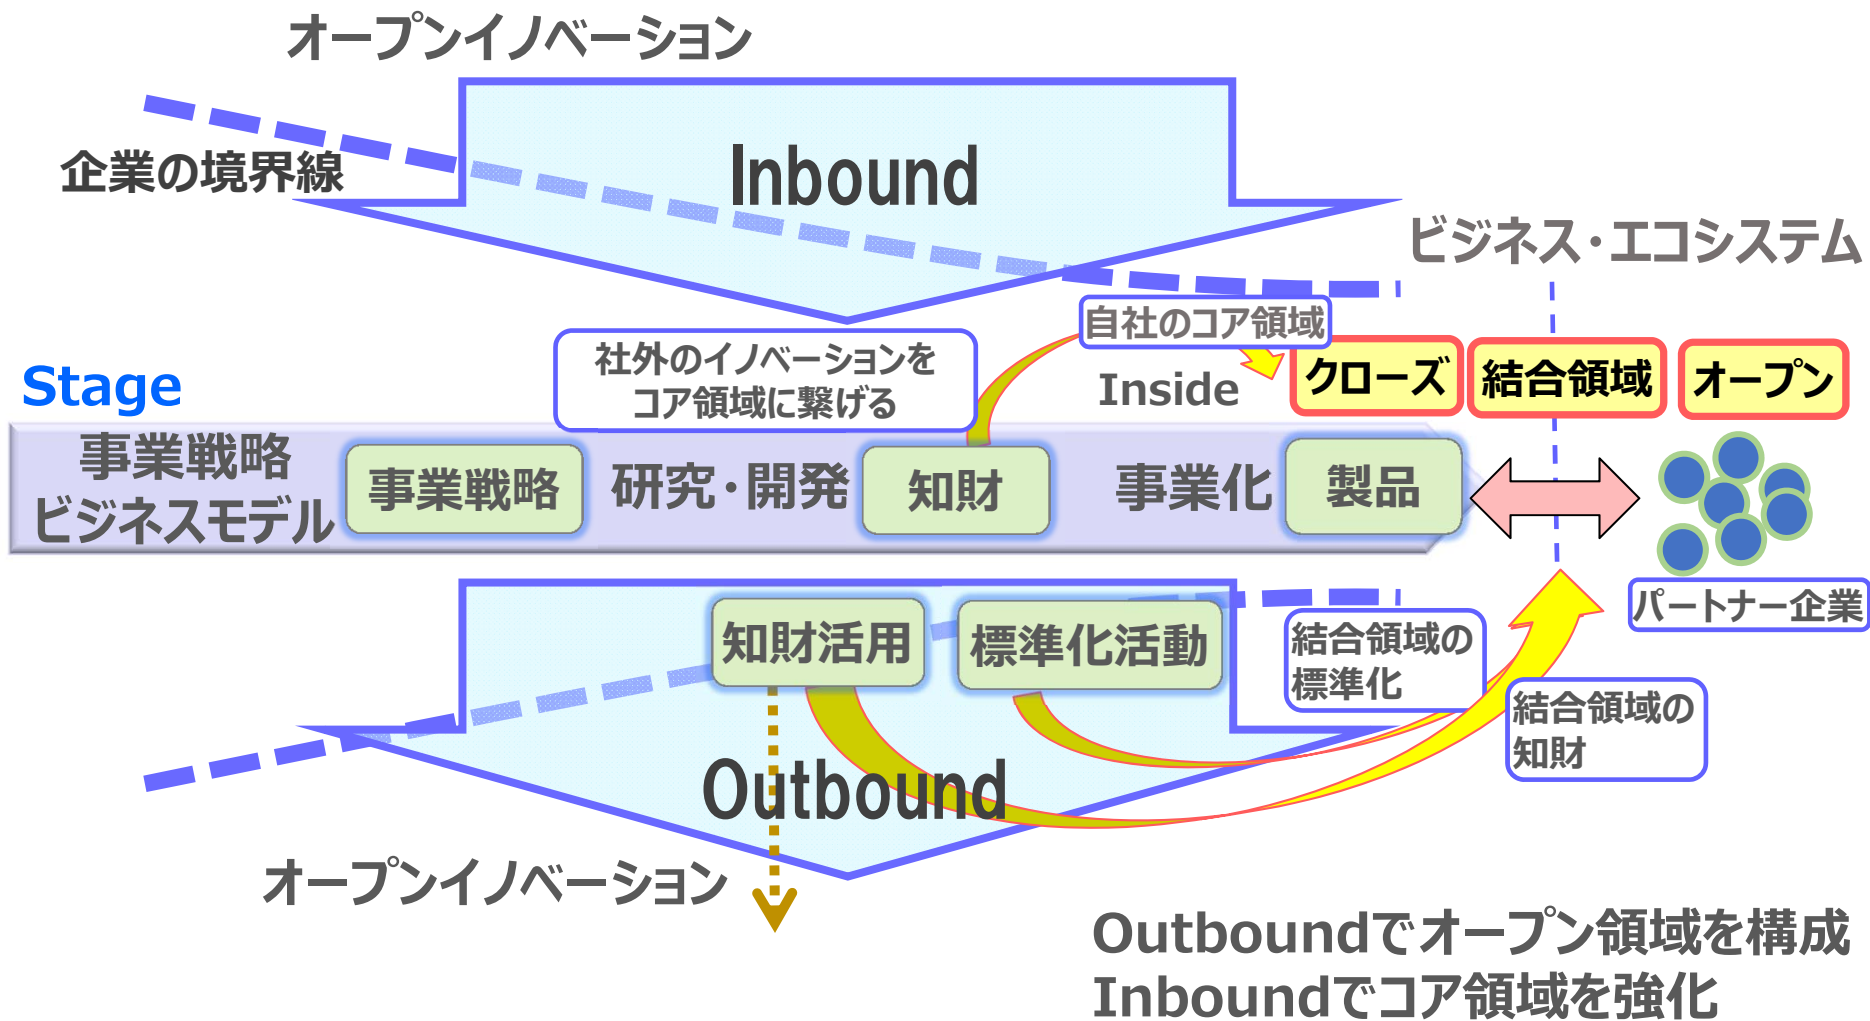 オープンイノベーション
Inbound
企業の境界線
ビジネス・エコシステム
自社のコア領域
社外のイノベーションを
コア領域に繋げる
Inside
クローズ
結合領域
オープン
Stage
事業戦略
ビジネスモデル
事業戦略
研究・開発
知財
事業化
製品
パートナー企業
知財活用
標準化活動
結合領域の
標準化
結合領域の
知財
Outbound
オープンイノベーション
Outboundでオープン領域を構成
Inboundでコア領域を強化